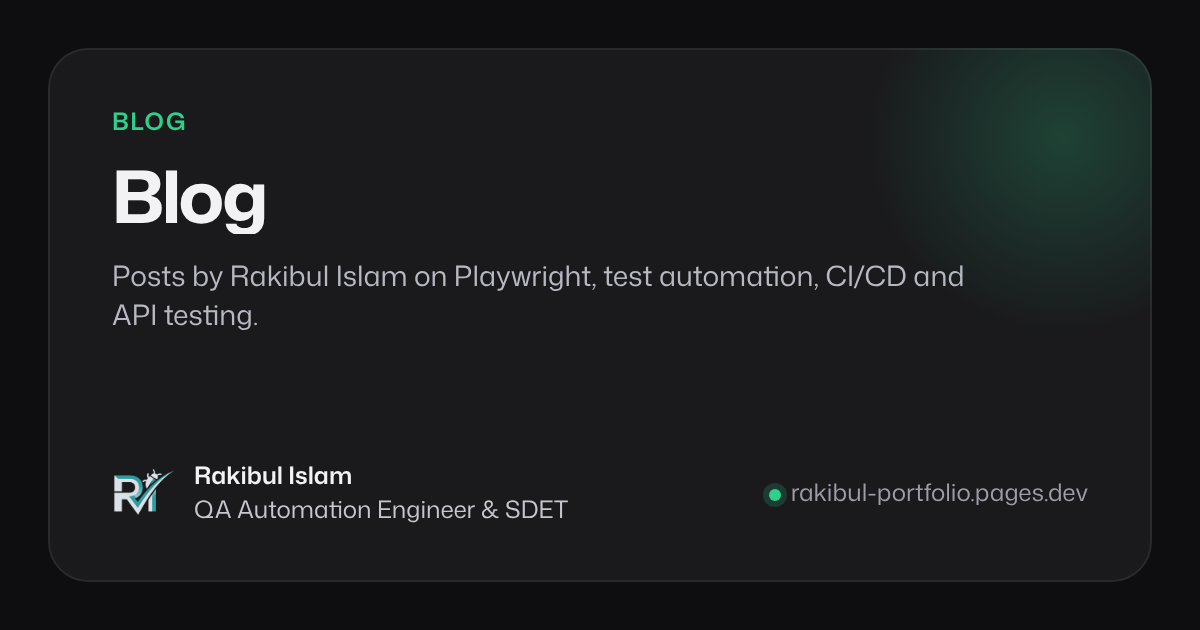 BLOG
Blog
Posts by Rakibul Islam on Playwright, test automation, CI/CD and
API testing.
Rakibul Islam
QA Automation Engineer & SDET
rakibul-portfolio.pages.dev